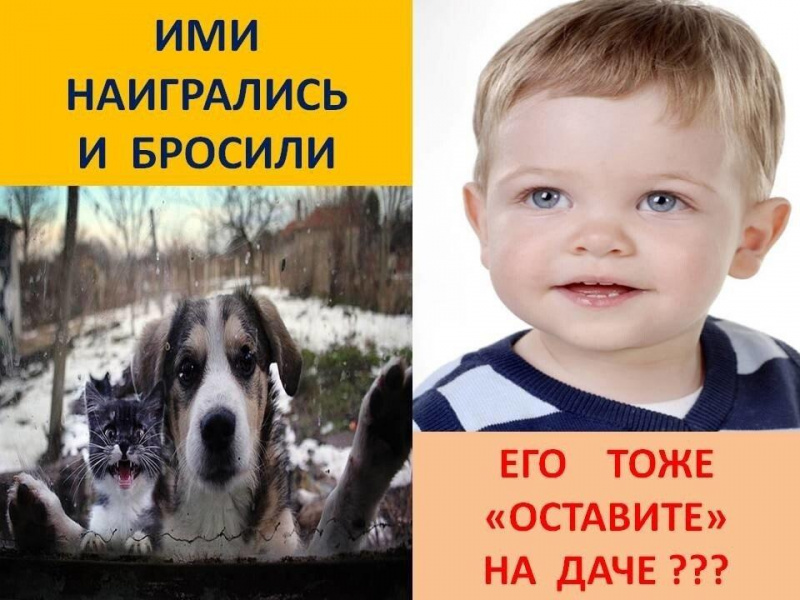 ИМИ
НАИГРАЛИСЬ
И БРОСИЛИ
ЕГО ТОЖЕ
«ОСТАВИТЕ»
НА ДАЧЕ ???